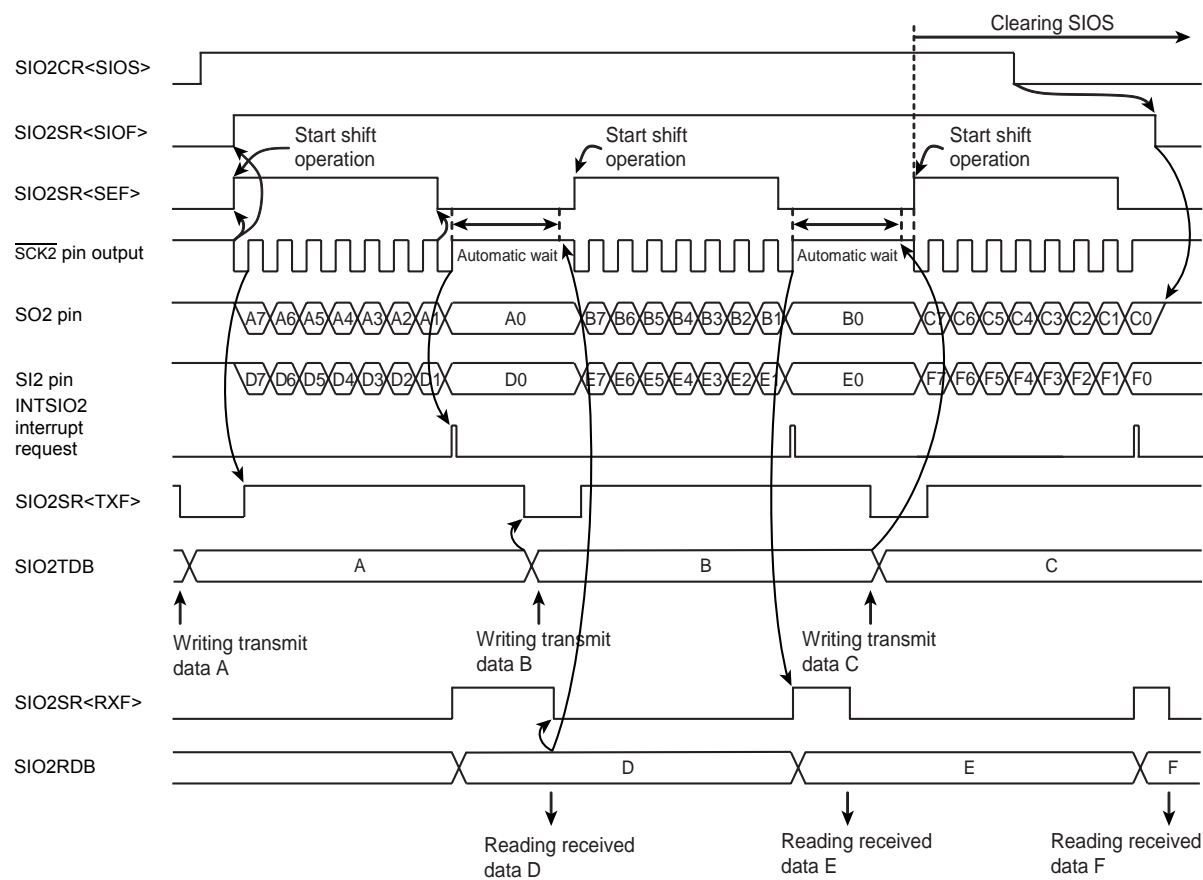 Clearing SIOS
SIO2CR<SIOS>
SIO2SR<SIOF>
Start shift
operation
Start shift
operation
Start shift
operation
SIO2SR<SEF>
SCK2 pin output
Automatic wait
Automatic wait
SO2 pin
A7 A6 A5 A4 A3 A2 A1 A0 B7 B6 B5 B4 B3 B2 B1 B0 C7 C6 C5 C4 C3 C2 C1 C0
SI2 pin
D7 D6 D5 D4 D3 D2 D1 D0 E7 E6 E5 E4 E3 E2 E1 E0 F7 F6 F5 F4 F3 F2 F1 F0
INTSIO2
interrupt
request
SIO2SR<TXF>
SIO2TDB
A B C
Writing transmit
data A
Writing transmit
data B
Writing transmit
data C
SIO2SR<RXF>
SIO2RDB
D E F
Reading received
data D
Reading received
data E
Reading received
data F